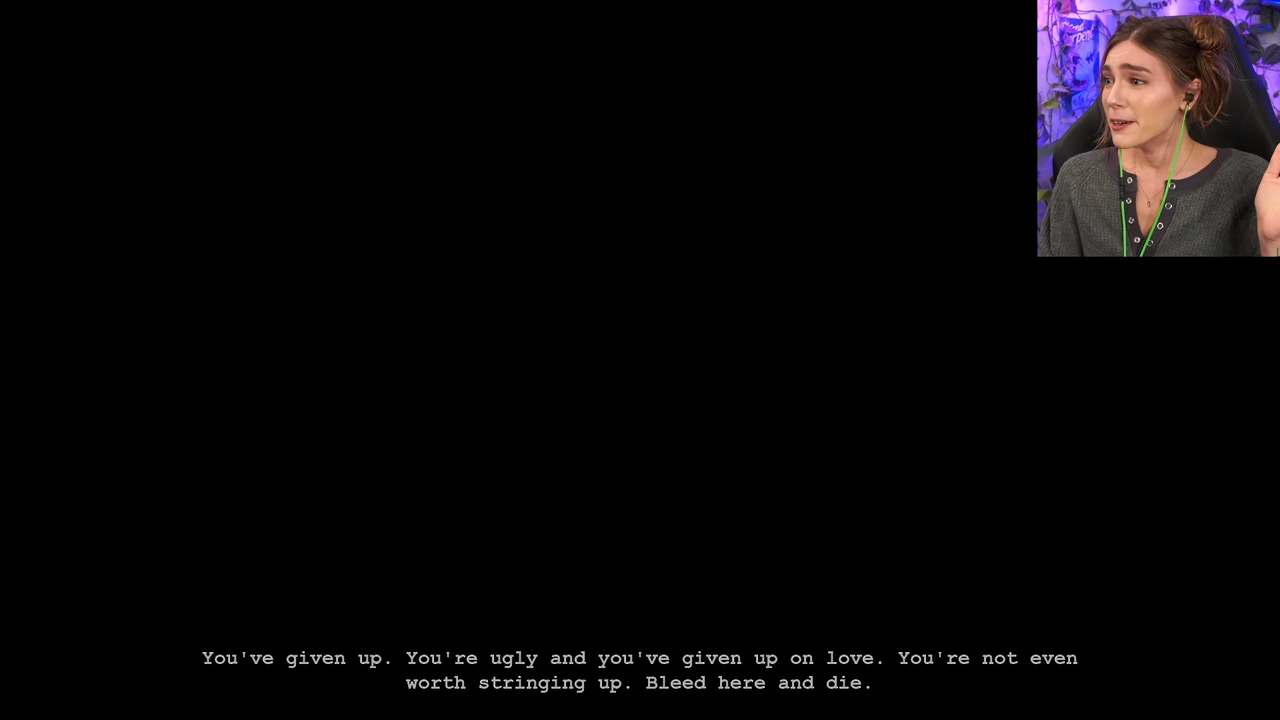 You've given up. You're ugly and you've given up on love. You're not even
worth stringing up. Bleed here and die.